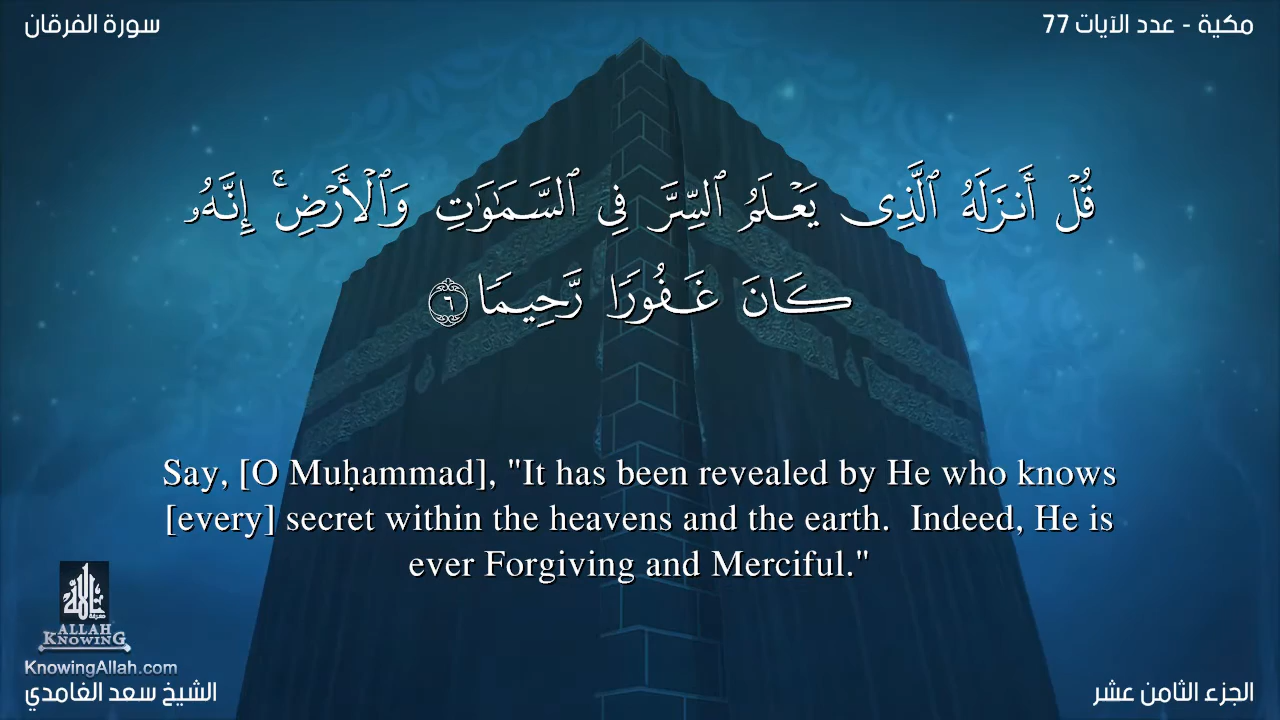 سورة الفرقان
مكية - عدد الآيات 77
قُلۡ أَنزَلَهُ ٱلَّذِی یَعۡلَمُ ٱلسِّرَّ فِی ٱلسَّمَـٰوَ ٰتِ وَٱلۡأَرۡضِۚ إِنَّهُۥ
كَانَ غَفُورࣰا رَّحِیمࣰا ٦
Say, [O Muḥammad], "It has been revealed by He who knows
[every] secret within the heavens and the earth.  Indeed, He is
ever Forgiving and Merciful."
ALLAH
KNOWING
KnowingAllah.com
الشيخ سعد الغامدي
الجزء الثامن عشر